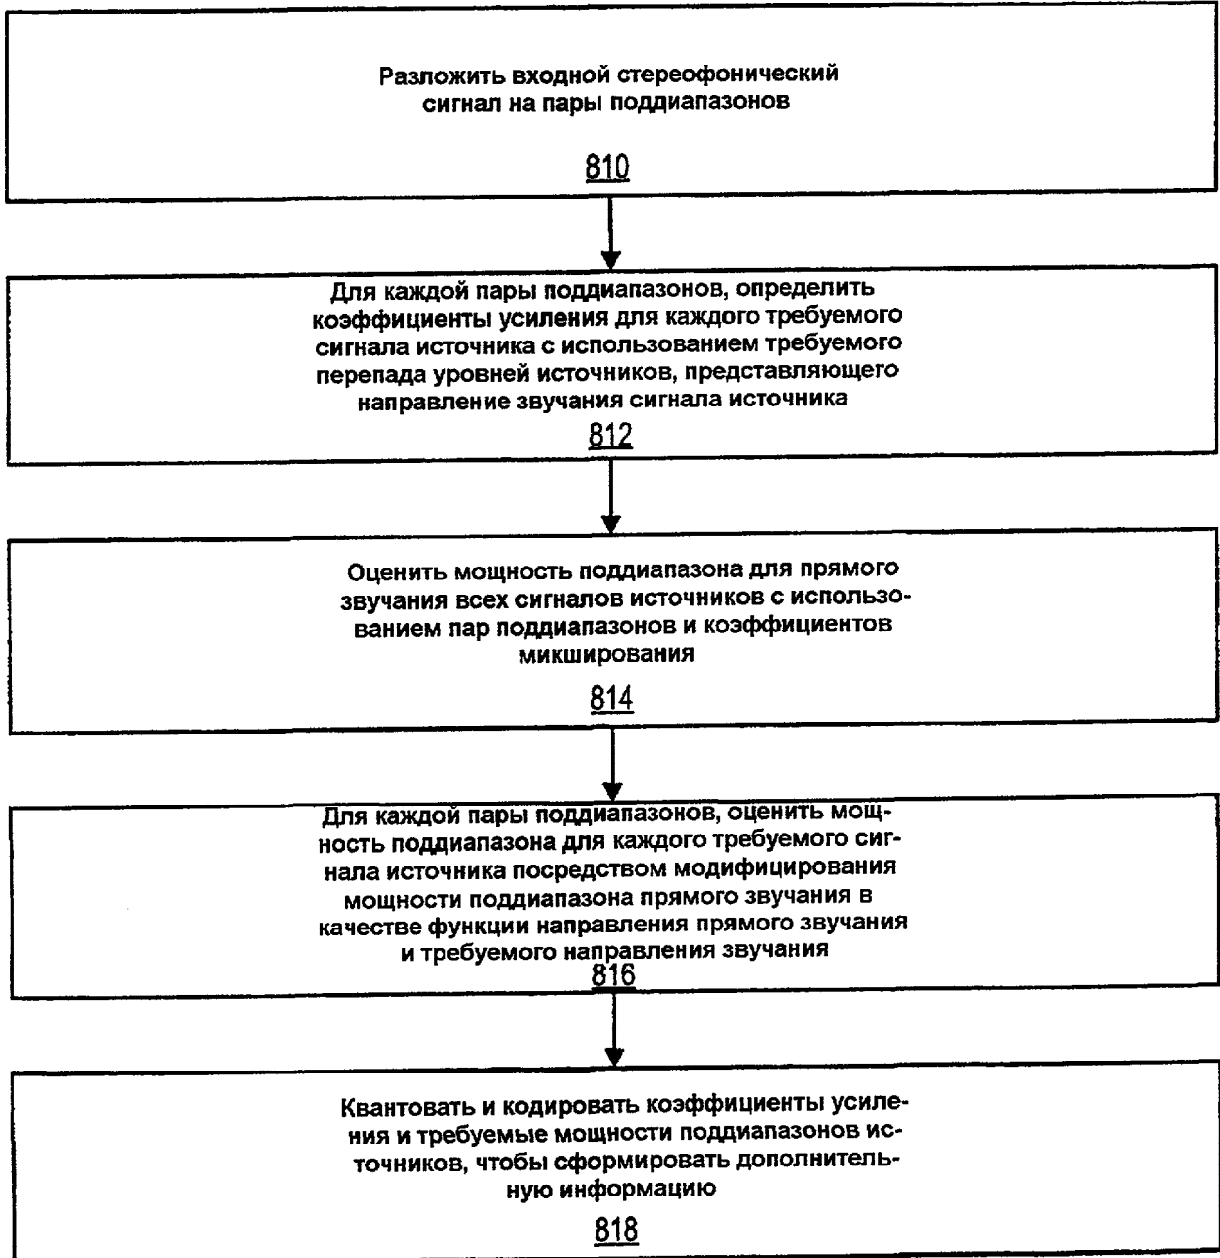 Разложить входной стереофонический
сигнал на пары поддиапазонов
810
Для каждой пары поддиапазонов, определить
коэффициенты усиления для каждого требуемого
сигнала источника с использованием требуемого
перепада уровней источников, представляющего
направление звучания сигнала источника
812
Оценить мощность поддиапазона для прямого
звучания всех сигналов источников с использо-
ванием пар поддиапазонов и коэффициентов
микширования
814
Для каждой пары поддиапазонов, оценить мощ-
ность поддиапазона для каждого требуемого сиг-
нала источника посредством модифицирования
мощности поддиапазона прямого звучания в
качестве функции направления прямого звучания
и требуемого направления звучания
816
Квантовать и кодировать коэффициенты усиле-
ния и требуемые мощности поддиапазонов ис-
точников, чтобы сформировать дополнитель-
ную информацию
818